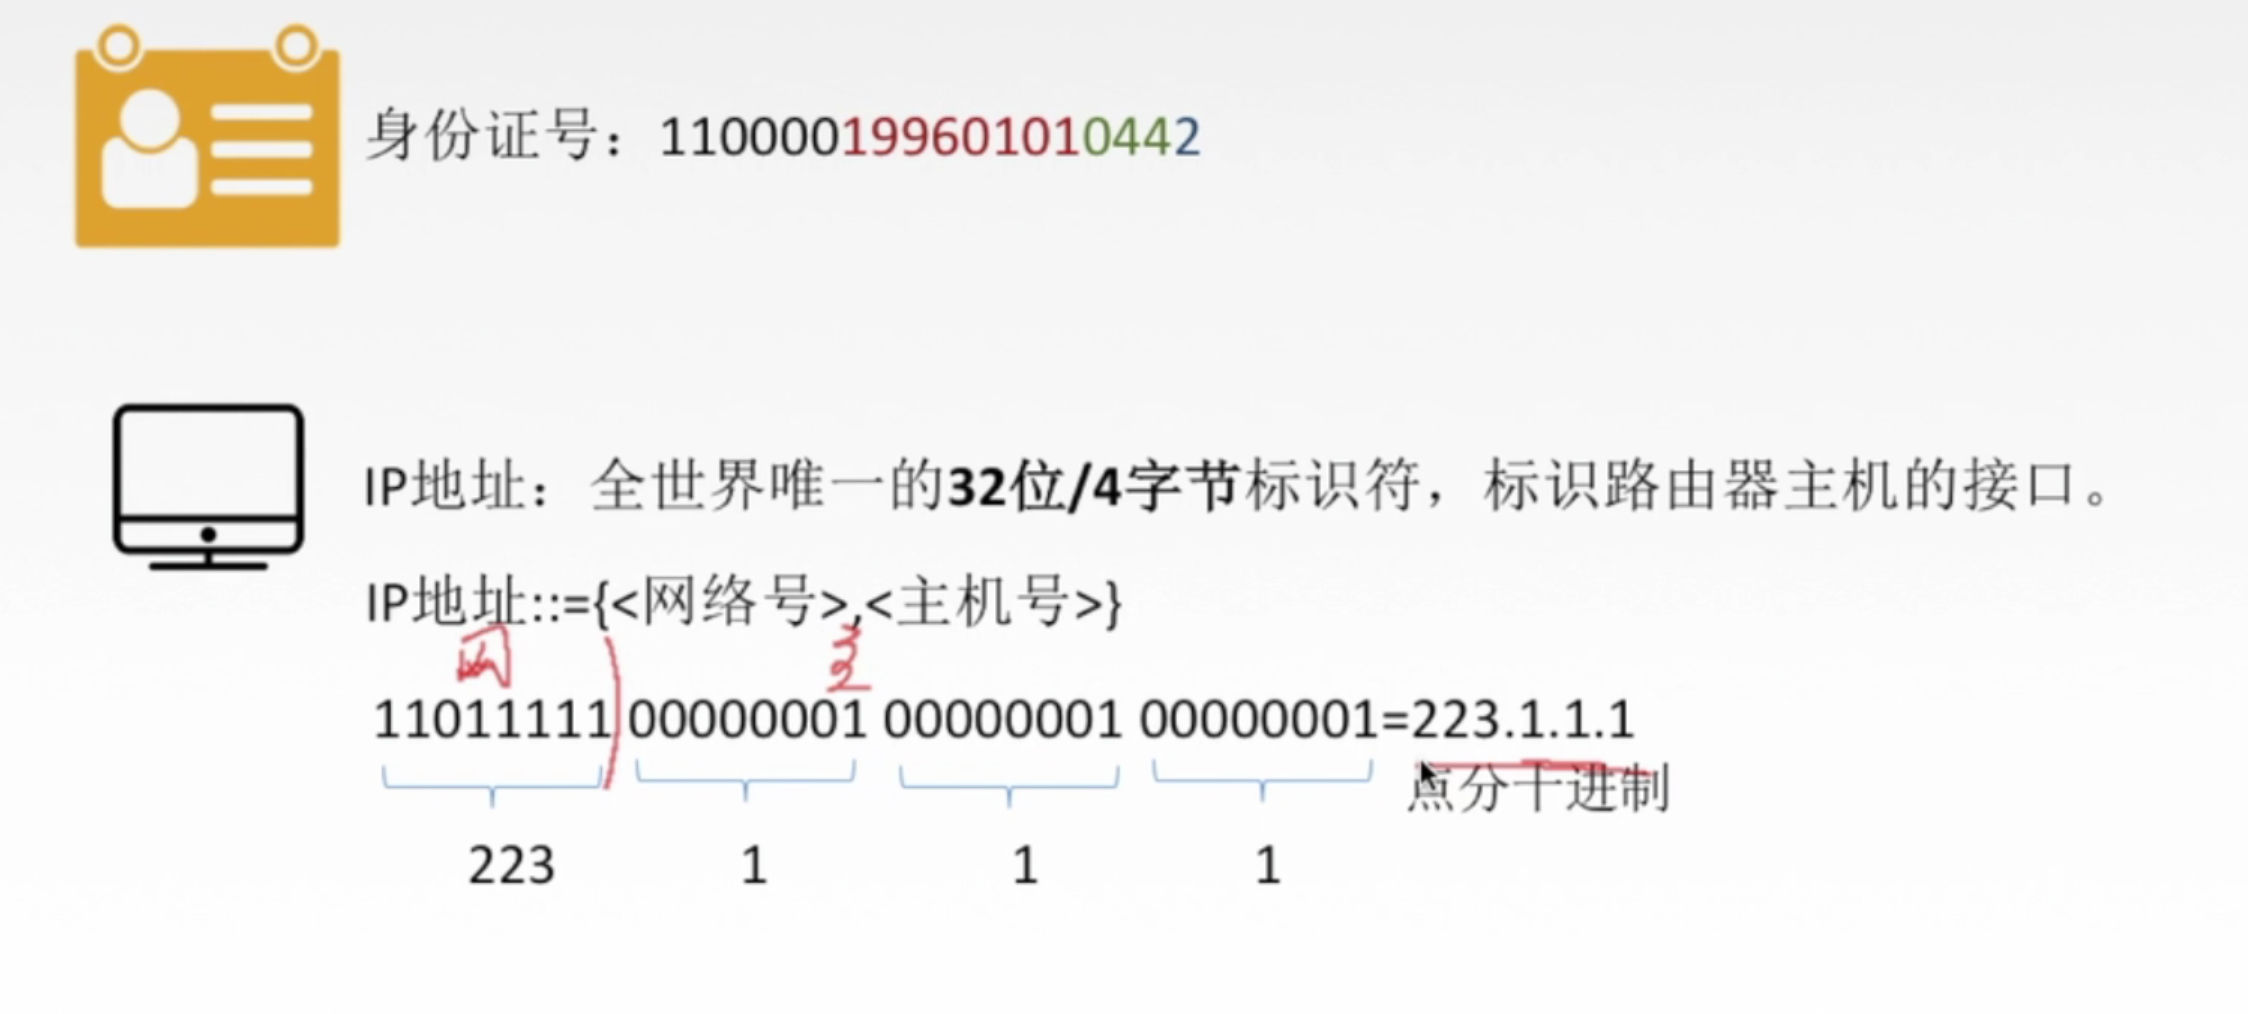 身份证号：110000199601010442
IP地址：全世界唯一的32位/4字节标识符，标识路由器主机的接口。
IP地址::={<网络号>,<主机号>}
网 主
11011111 00000001 00000001 00000001=223.1.1.1
点分十进制
223 1 1 1